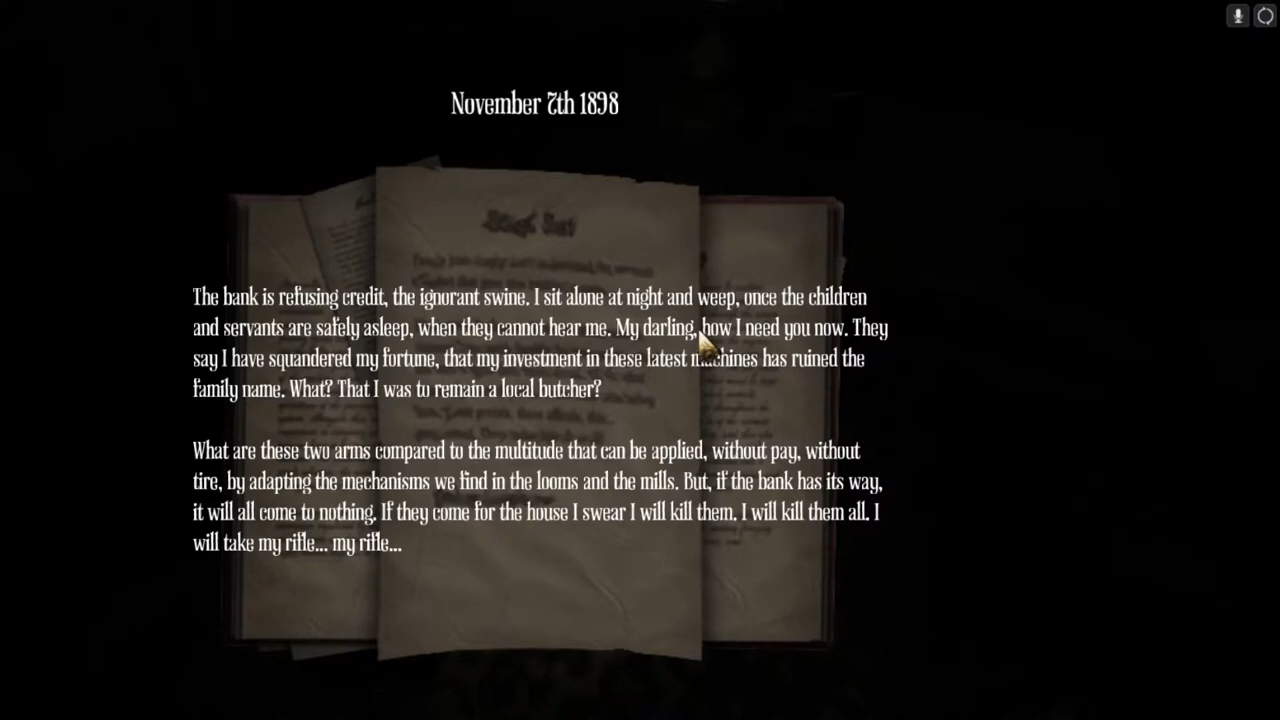 November 7th 1898
The bank is refusing credit, the ignorant swine. I sit alone at night and weep, once the children
and servants are safely asleep, when they cannot hear me. My darling, how I need you now. They
say I have squandered my fortune, that my investment in these latest machines has ruined the
family name. What? That I was to remain a local butcher?
What are these two arms compared to the multitude that can be applied, without pay, without
tire, by adapting the mechanisms we find in the looms and the mills. But, if the bank has its way,
it will all come to nothing. If they come for the house I swear I will kill them. I will kill them all. I
will take my rifle... my rifle...